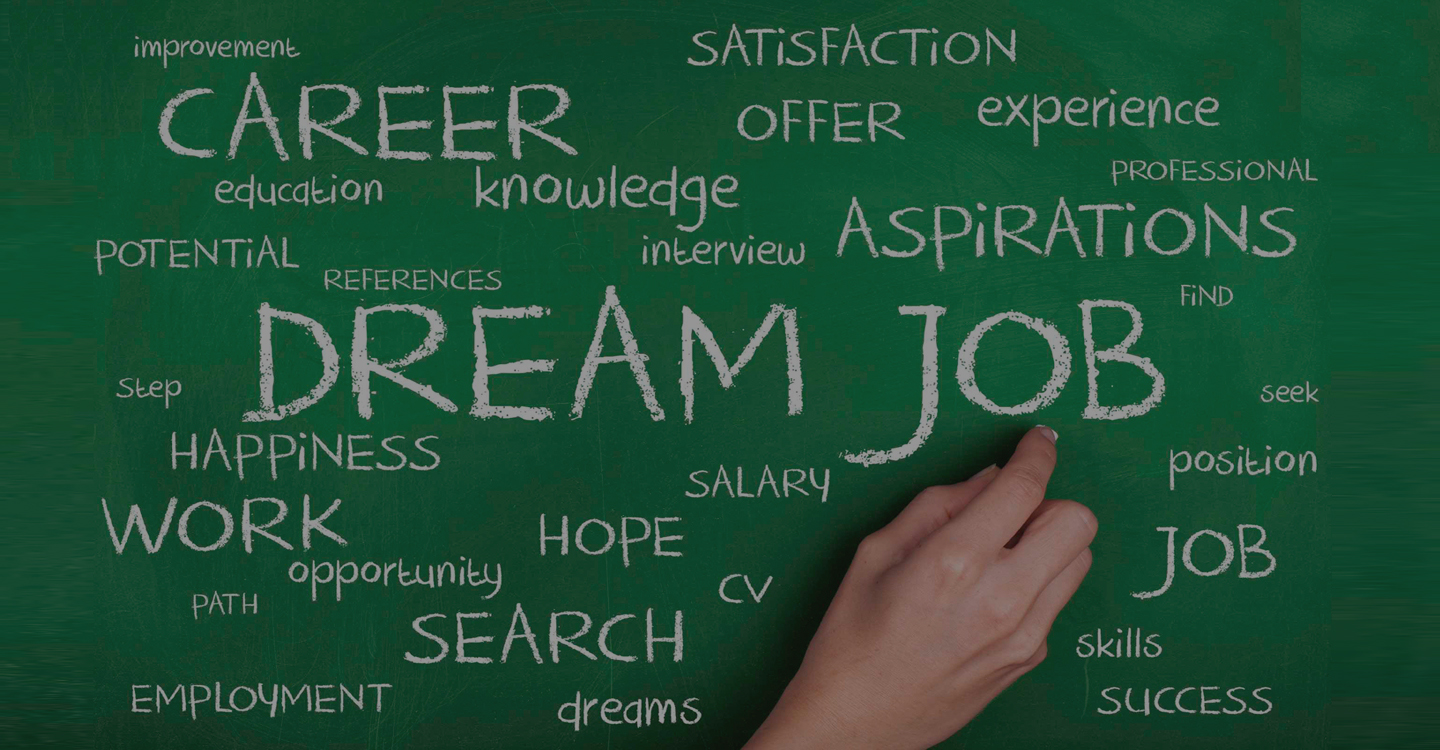 improvement
SATiSFACTiON
CAREER
OFFER
experience
PROFESSiONAL
education
knowledge
ASPiRATiONS
POTENTiAL
interview
REFERENCES
FiND
DREAM JOB
Step
seek
HAPPiNESS
position
SALARY
WORK
HOPE
JOB
opportunity
CV
PATH
SEARCH
skills
EMPLOYMENT
dreams
SUCCESS